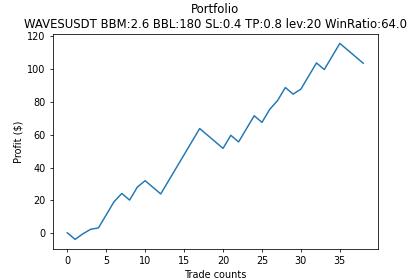 Portfolio
WAVESUSDT BBM:2.6 BBL:180 SL:0.4 TP:0.8 lev:20 WinRatio:64.0
120
100
80
60
40
20
0
Profit ($)
0 5 10 15 20 25 30 35
Trade counts